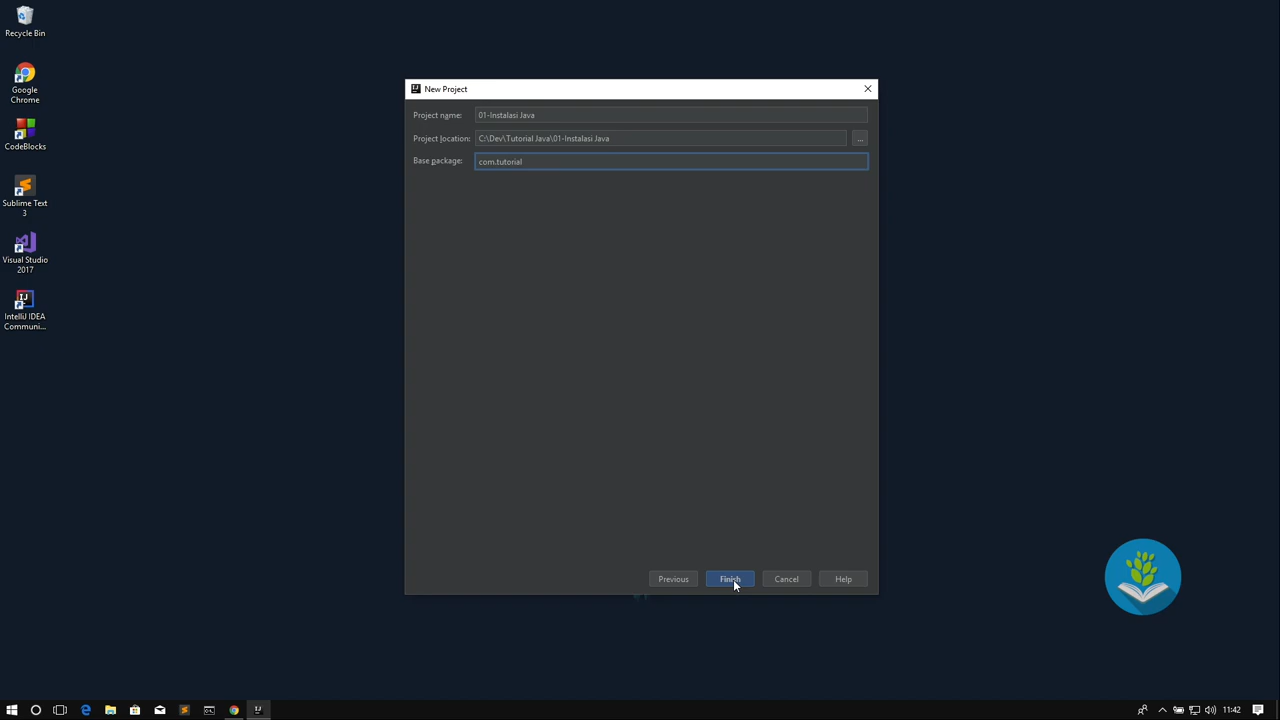 Recycle Bin
Google
Chrome
CodeBlocks
Sublime Text
3
Visual Studio
2017
IntelliJ IDEA
Communi...
New Project
Project name: 01-Instalasi Java
Project location: C:\Dev\Tutorial Java\01-Instalasi Java ...
Base package: com.tutorial
Previous Finish Cancel Help
11:42